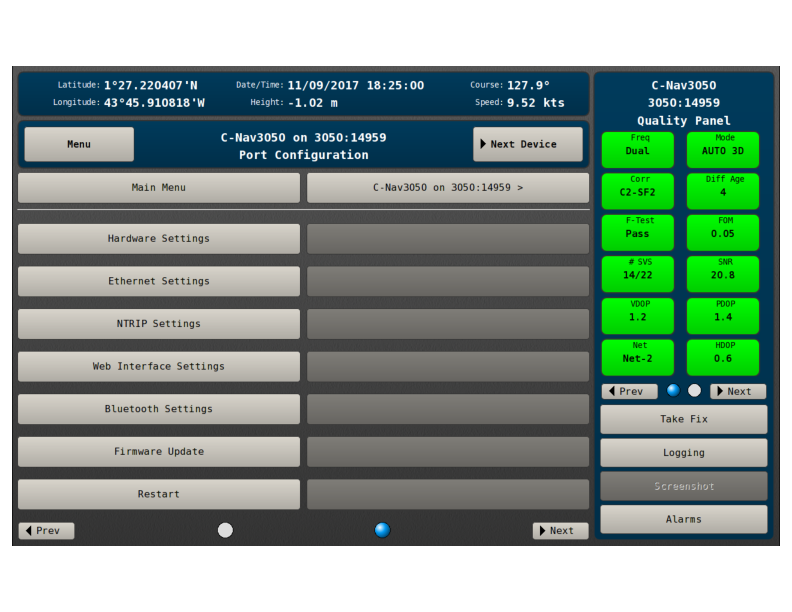 Latitude: 1°27.220407'N
Date/Time: 11/09/2017 18:25:00
Course: 127.9°
Longitude: 43°45.910818'W
Height: -1.02 m
Speed: 9.52 kts
Menu
C-Nav3050 on 3050:14959
Port Configuration
Next Device
Main Menu
C-Nav3050 on 3050:14959 >
Hardware Settings
Ethernet Settings
NTRIP Settings
Web Interface Settings
Bluetooth Settings
Firmware Update
Restart
Prev
Next
C-Nav3050
3050:14959
Quality Panel
Freq
Dual
Mode
AUTO 3D
Corr
C2-SF2
Diff Age
4
F-Test
Pass
FOM
0.05
# SVS
14/22
SNR
20.8
VDOP
1.2
PDOP
1.4
Net
Net-2
HDOP
0.6
Prev
Next
Take Fix
Logging
Screenshot
Alarms